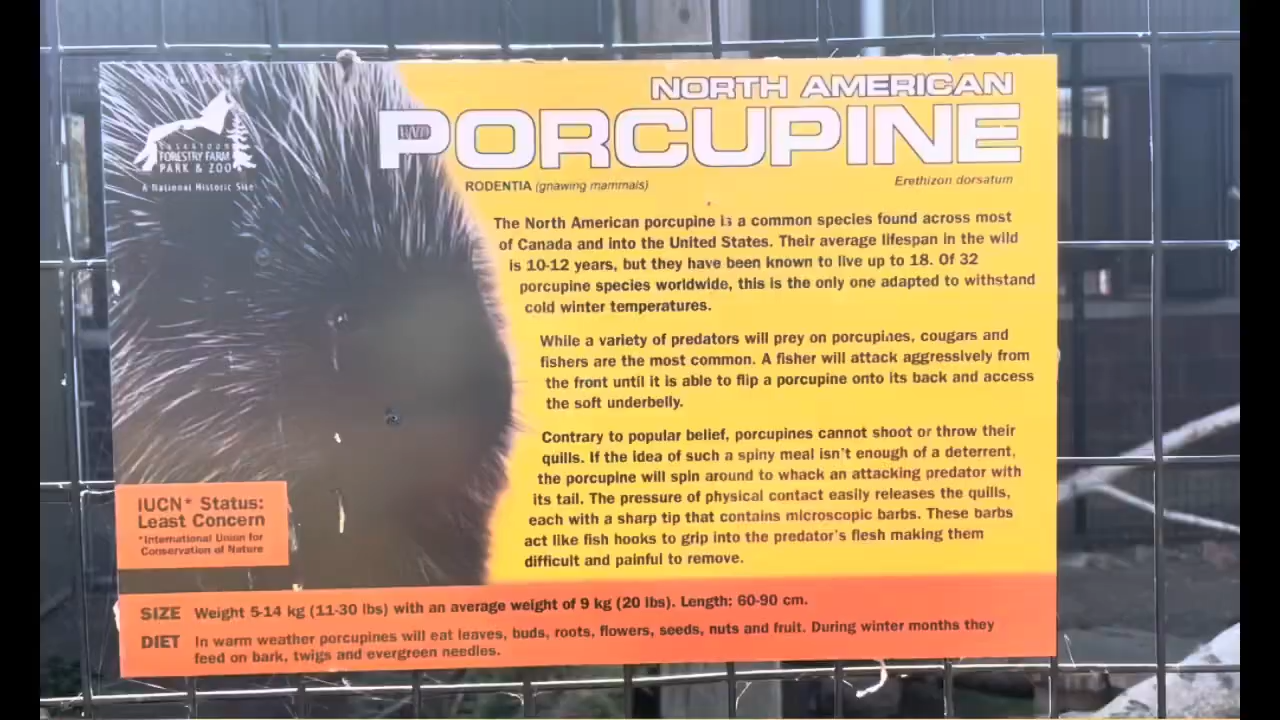 SASKATOON
FORESTRY FARM
PARK & ZOO
A National Historic Site
NORTH AMERICAN
PORCUPINE
RODENTIA (gnawing mammals)
Erethizon dorsatum
The North American porcupine is a common species found across most
of Canada and into the United States. Their average lifespan in the wild
is 10-12 years, but they have been known to live up to 18. Of 32
porcupine species worldwide, this is the only one adapted to withstand
cold winter temperatures.
While a variety of predators will prey on porcupines, cougars and
fishers are the most common. A fisher will attack aggressively from
the front until it is able to flip a porcupine onto its back and access
the soft underbelly.
Contrary to popular belief, porcupines cannot shoot or throw their
quills. If the idea of such a spiny meal isn't enough of a deterrent,
the porcupine will spin around to whack an attacking predator with
its tail. The pressure of physical contact easily releases the quills,
each with a sharp tip that contains microscopic barbs. These barbs
act like fish hooks to grip into the predator's flesh making them
difficult and painful to remove.
IUCN* Status:
Least Concern
*International Union for
Conservation of Nature
SIZE Weight 5-14 kg (11-30 lbs) with an average weight of 9 kg (20 lbs). Length: 60-90 cm.
DIET In warm weather porcupines will eat leaves, buds, roots, flowers, seeds, nuts and fruit. During winter months they
feed on bark, twigs and evergreen needles.